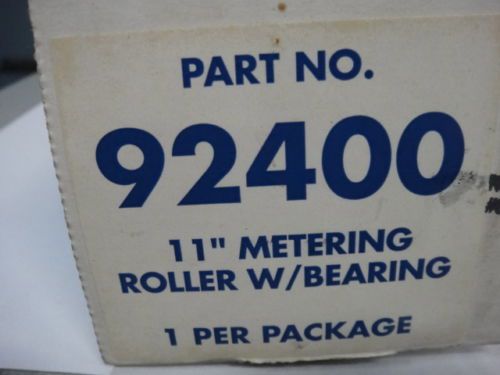 PART NO.
92400
11" METERING
ROLLER W/BEARING
1 PER PACKAGE